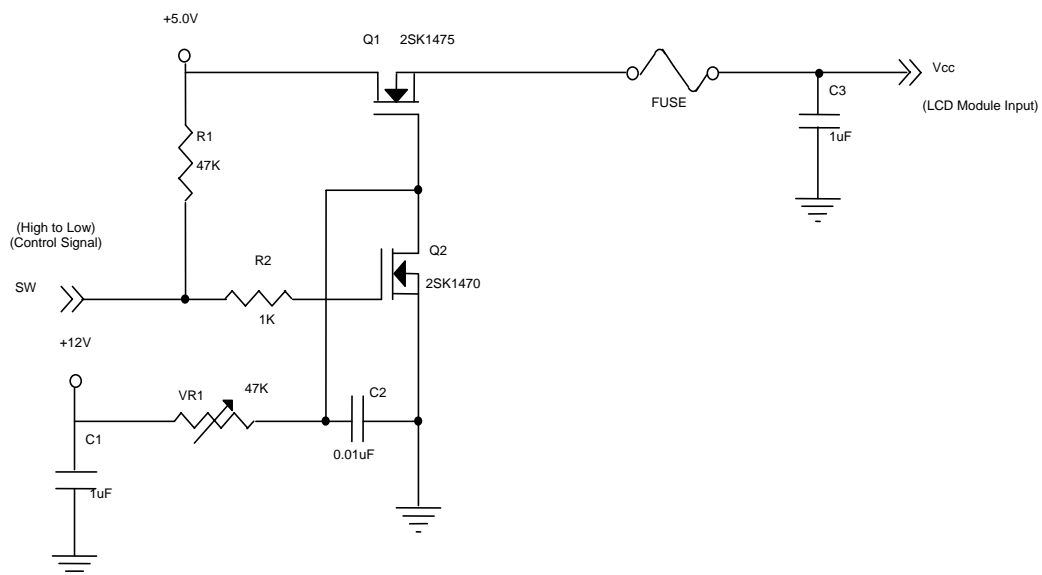 +5.0V
Q1 2SK1475
Vcc
C3
FUSE
(LCD Module Input)
R1
1uF
47K
(High to Low)
(Control Signal)
Q2
R2
SW
2SK1470
1K
+12V
VR1
47K
C2
C1
0.01uF
1uF